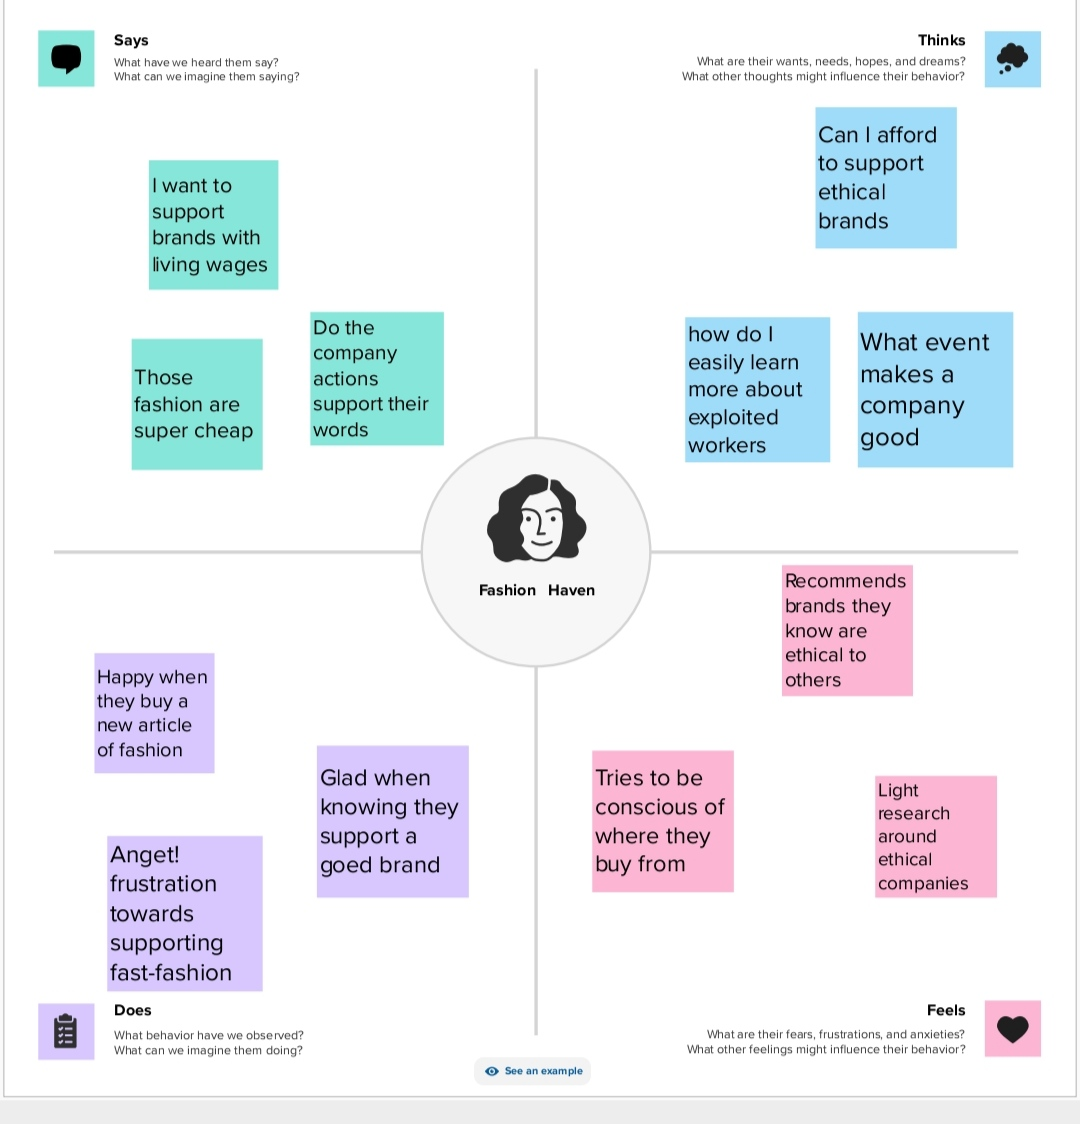 Says
What have we heard them say?
What can we imagine them saying?
Thinks
What are their wants, needs, hopes, and dreams?
What other thoughts might influence their behavior?
I want to
support
brands with
living wages
Those
fashion are
super cheap
Do the
company
actions
support their
words
Can I afford
to support
ethical
brands
how do I
easily learn
more about
exploited
workers
What event
makes a
company
good
Fashion Haven
Happy when
they buy a
new article
of fashion
Glad when
knowing they
support a
goed brand
Anget!
frustration
towards
supporting
fast-fashion
Recommends
brands they
know are
ethical to
others
Tries to be
conscious of
where they
buy from
Light
research
around
ethical
companies
Does
What behavior have we observed?
What can we imagine them doing?
Feels
What are their fears, frustrations, and anxieties?
What other feelings might influence their behavior?
See an example